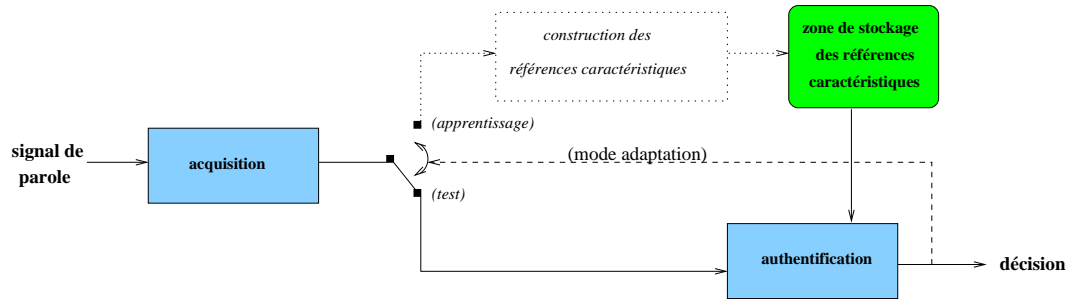 construction des
références caractéristiques
zone de stockage
des références
caractéristiques
(apprentissage)
signal de
parole
acquisition
(mode adaptation)
(test)
authentification
décision